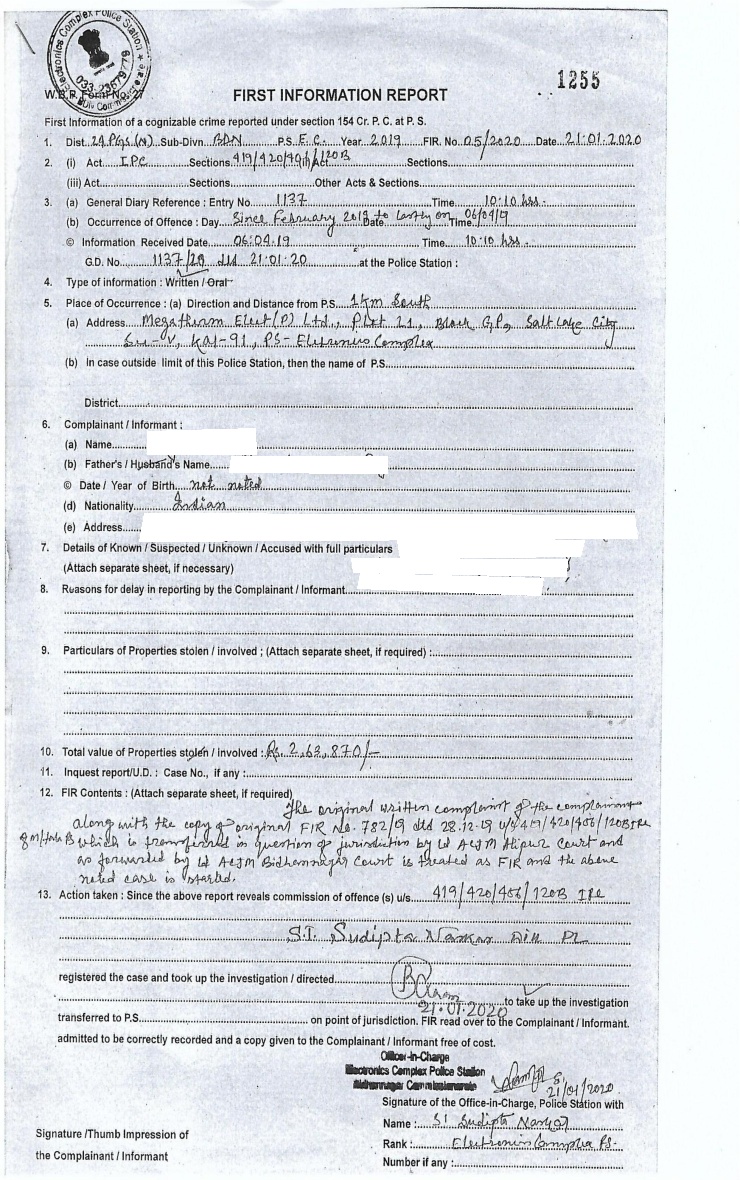 Electronics Complex Police Station
033-23679779
1255
W.B.P. Form No. 27
FIRST INFORMATION REPORT
First Information of a cognizable crime reported under section 154 Cr. P. C. at P. S.
1. Dist. 24 Pgs (N) Sub-Divn. BDN P.S. E.C. Year 2019 FIR. No. 05/2020 Date 21.01.2020
2. (i) Act IPC Sections 419/420/406/120B Sections
(iii) Act Sections Other Acts & Sections
3. (a) General Diary Reference : Entry No 1137 Time 10:10 hrs.
(b) Occurrence of Offence : Day Since February 2019 to lastly on Date Time 06/04/19
© Information Received Date 06.04.19 Time 10:10 hrs.
G.D. No. 1137/20 dtd 21.01.20 at the Police Station :
4. Type of information : Written / Oral
5. Place of Occurrence : (a) Direction and Distance from P.S. 1 km South
(a) Address Megatherm Elect (P) Ltd., Plot 21, Block GP, Salt Lake City
Sec-V, Kol-91, PS- Electronics Complex
(b) In case outside limit of this Police Station, then the name of P.S.
District
6. Complainant / Informant :
(a) Name
(b) Father's / Husband's Name
© Date / Year of Birth not noted
(d) Nationality Indian
(e) Address
7. Details of Known / Suspected / Unknown / Accused with full particulars
(Attach separate sheet, if necessary)
8. Reasons for delay in reporting by the Complainant / Informant
9. Particulars of Properties stolen / involved ; (Attach separate sheet, if required) :
10. Total value of Properties stolen / involved : Rs. 2,63,870/-
11. Inquest report/U.D. : Case No., if any :
12. FIR Contents : (Attach separate sheet, if required)
The original written complaint of the complainant
along with the copy of original FIR No. 782/19 dtd 28.12.19 u/s 419/420/406/120B IPC
which is transferred in question of jurisdiction by Ld ACJM Alipur Court and
as forwarded by Ld ACJM Bidhannagar Court is treated as FIR and the above
noted case is started.
13. Action taken : Since the above report reveals commission of offence (s) u/s 419/420/406/120B IPC
S.I. Sudipta Naskar
registered the case and took up the investigation / directed
21.01.2020 to take up the investigation
transferred to P.S. on point of jurisdiction. FIR read over to the Complainant / Informant.
admitted to be correctly recorded and a copy given to the Complainant / Informant free of cost.
Officer-in-Charge
Electronics Complex Police Station
Bidhannagar Commissionerate
21/01/2020
Signature of the Office-in-Charge, Police Station with
Name : SI Sudipta Naskar
Signature /Thumb Impression of
the Complainant / Informant
Rank : Electronics Complex PS.
Number if any :